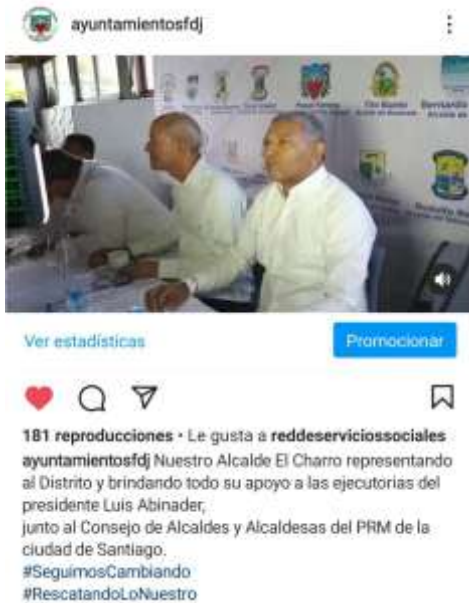 ayuntamientosfdj
Ver estadísticas
Promocionar
181 reproducciones • Le gusta a reddeserviciossociales
ayuntamientosfdj Nuestro Alcalde El Charro representando
al Distrito y brindando todo su apoyo a las ejecutorias del
presidente Luis Abinader,
junto al Consejo de Alcaldes y Alcaldesas del PRM de la
ciudad de Santiago.
#SeguimosCambiando
#RescatandoLoNuestro